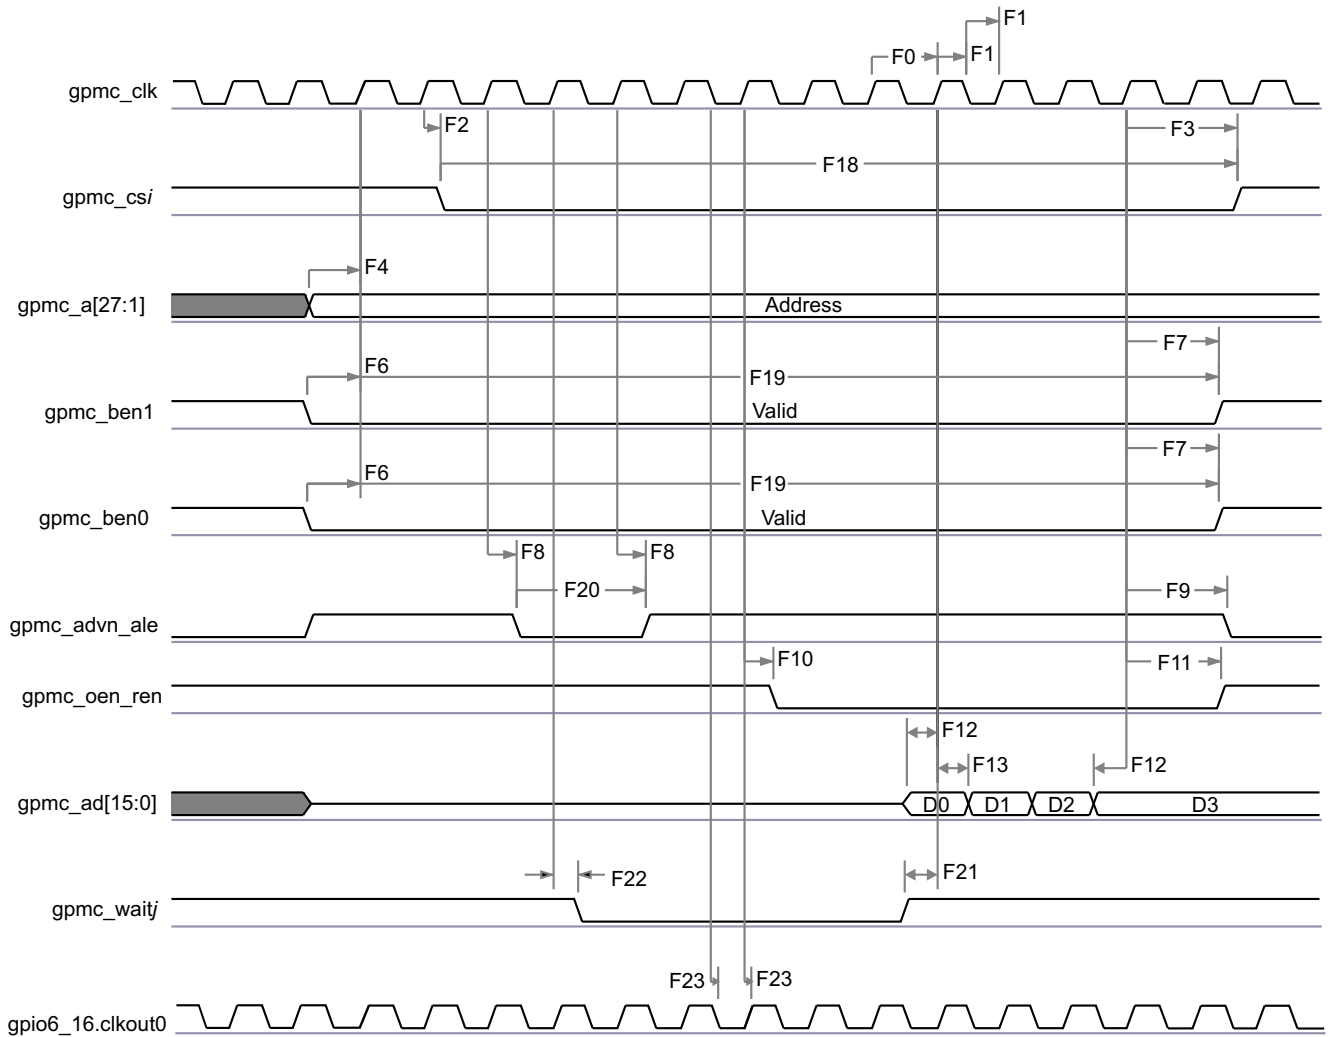 F1
F0
F1
gpmc_clk
F2
F3
F18
gpmc_csi
F4
gpmc_a[27:1]
Address
F7
F6
F19
gpmc_ben1
Valid
F7
F6
F19
gpmc_ben0
Valid
F8
F8
F20
F9
gpmc_advn_ale
F10
F11
gpmc_oen_ren
F12
F13
F12
gpmc_ad[15:0]
D0
D1
D2
D3
F22
F21
gpmc_waitj
F23
F23
gpio6_16.clkout0